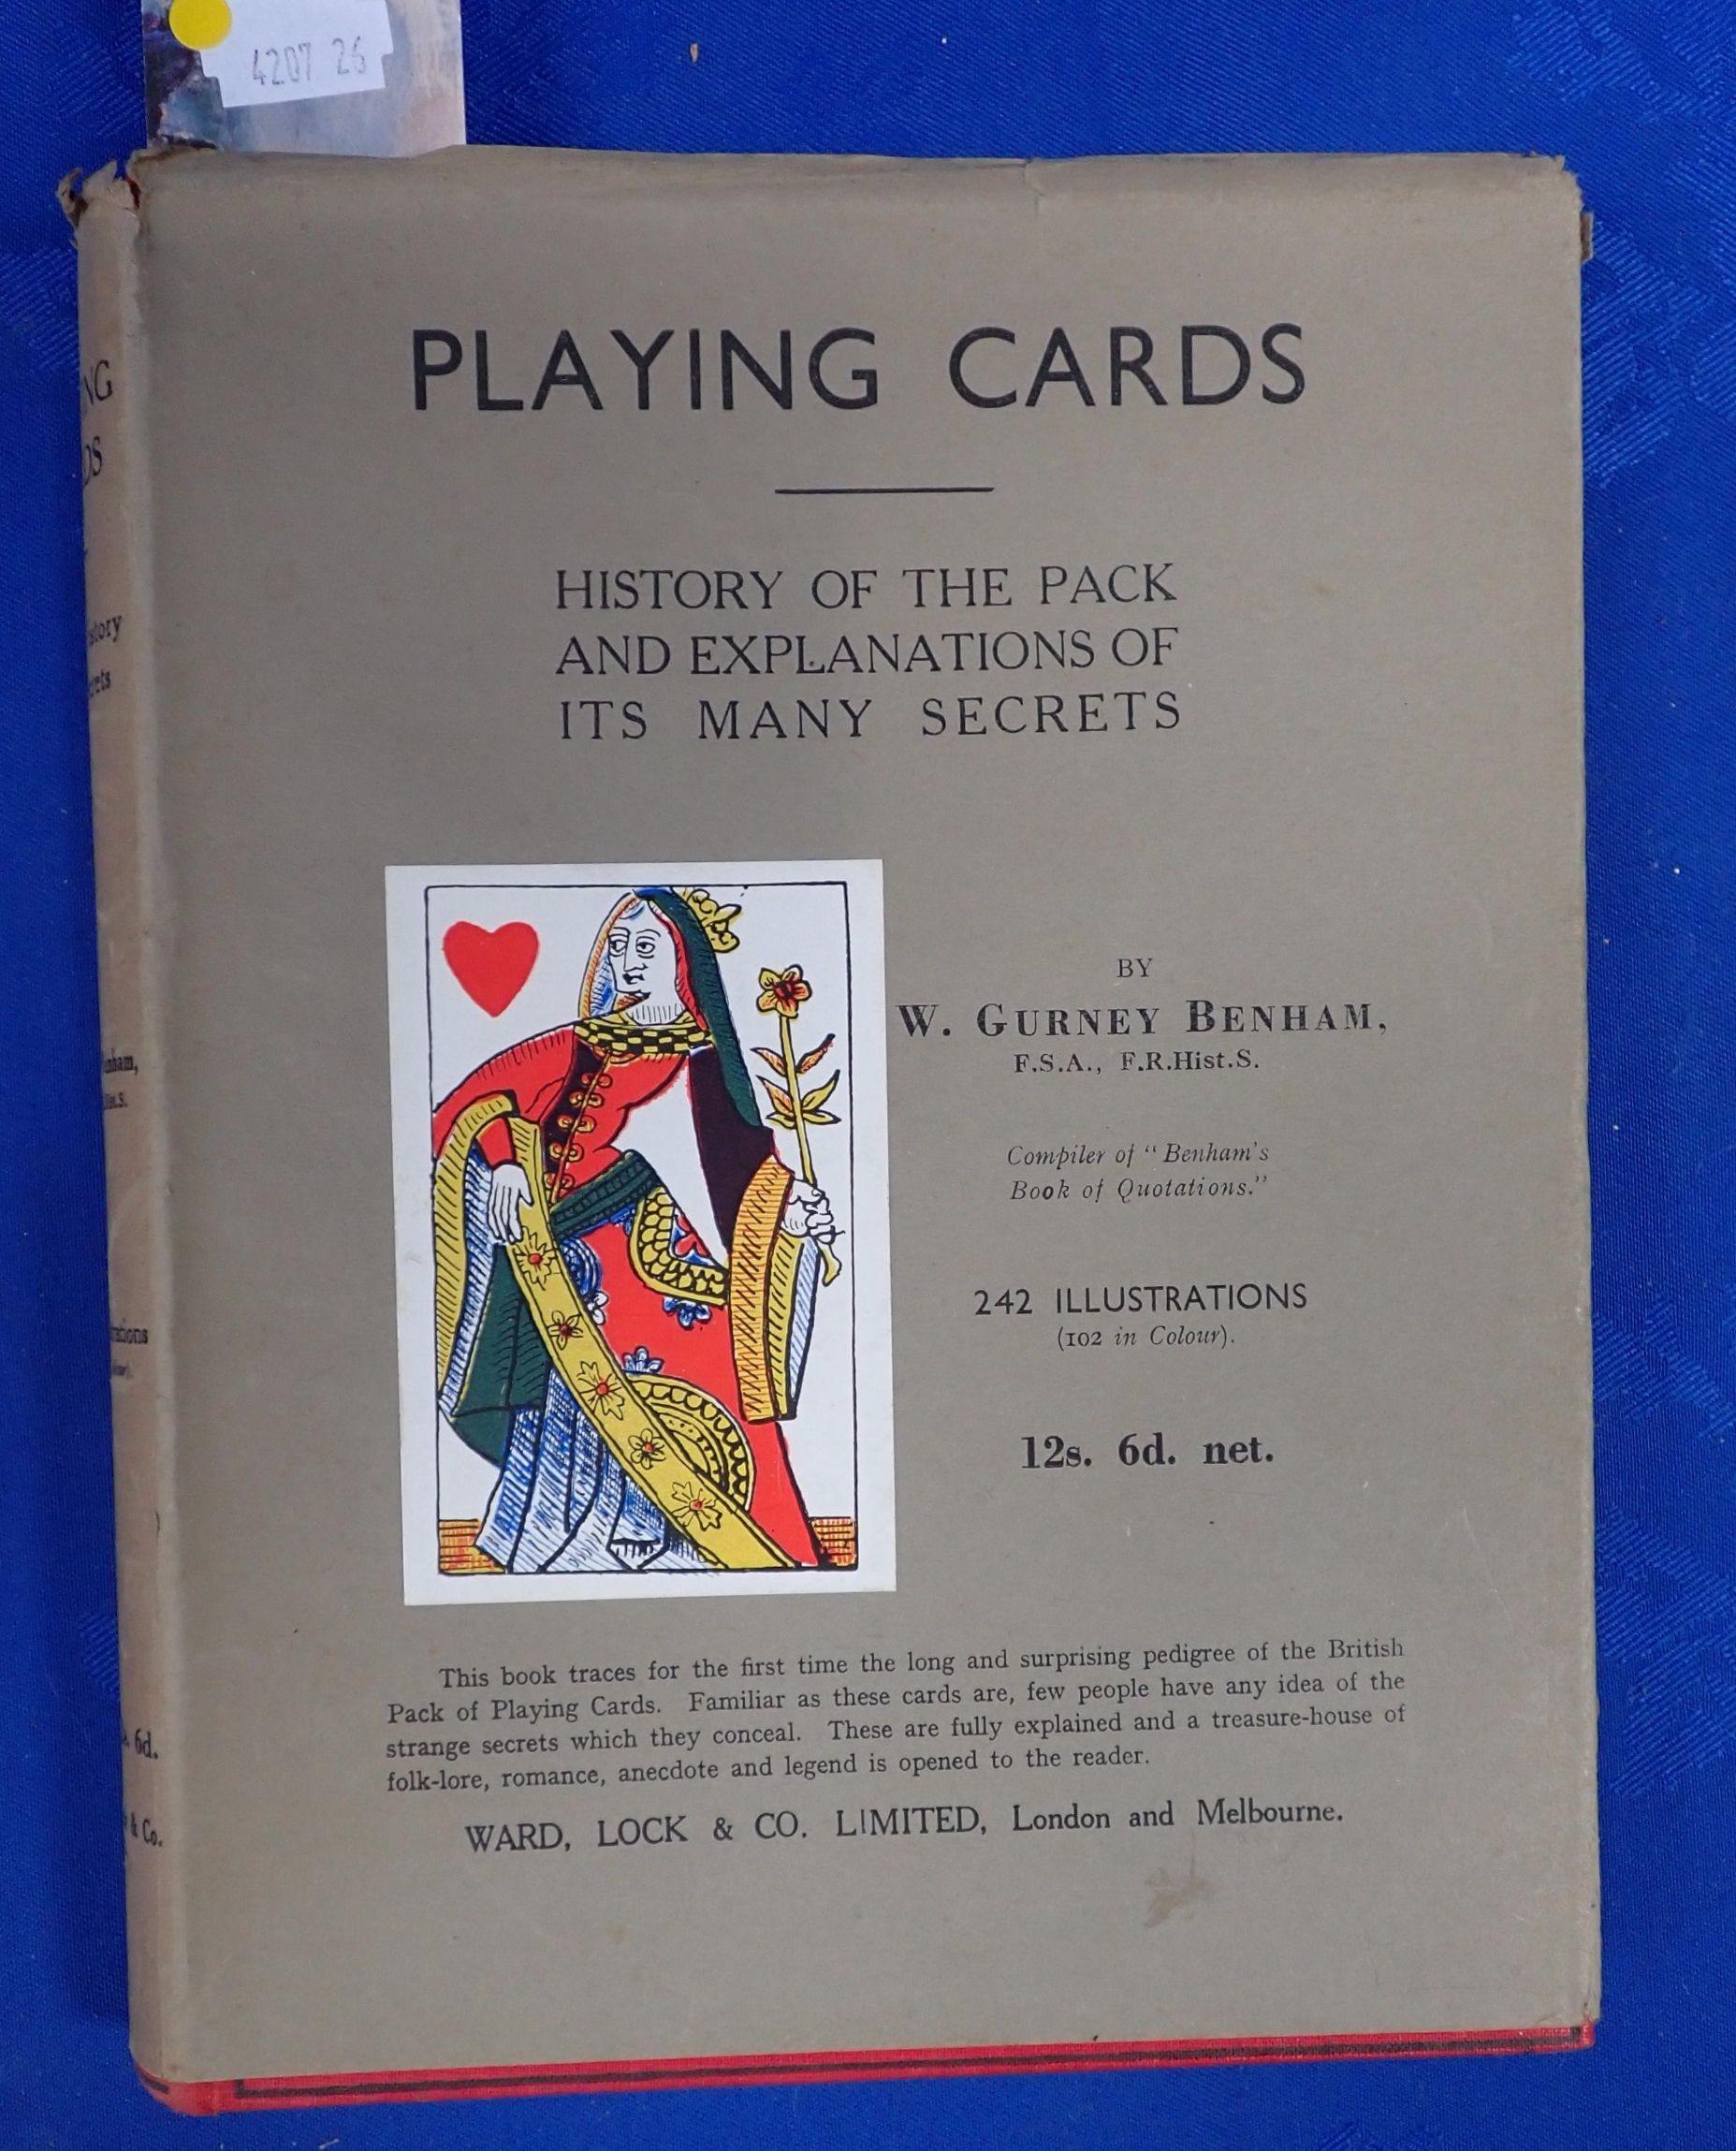 4207 26
PLAYING CARDS
HISTORY OF THE PACK
AND EXPLANATIONS OF
ITS MANY SECRETS
BY
W. GURNEY BENHAM,
F.S.A., F.R.Hist.S.
Compiler of "Benham's
Book of Quotations."
242 ILLUSTRATIONS
(102 in Colour).
12s. 6d. net.
This book traces for the first time the long and surprising pedigree of the British
Pack of Playing Cards. Familiar as these cards are, few people have any idea of the
strange secrets which they conceal. These are fully explained and a treasure-house of
folk-lore, romance, anecdote and legend is opened to the reader.
WARD, LOCK & CO. LIMITED, London and Melbourne.
NG
DS
6d.
& Co.